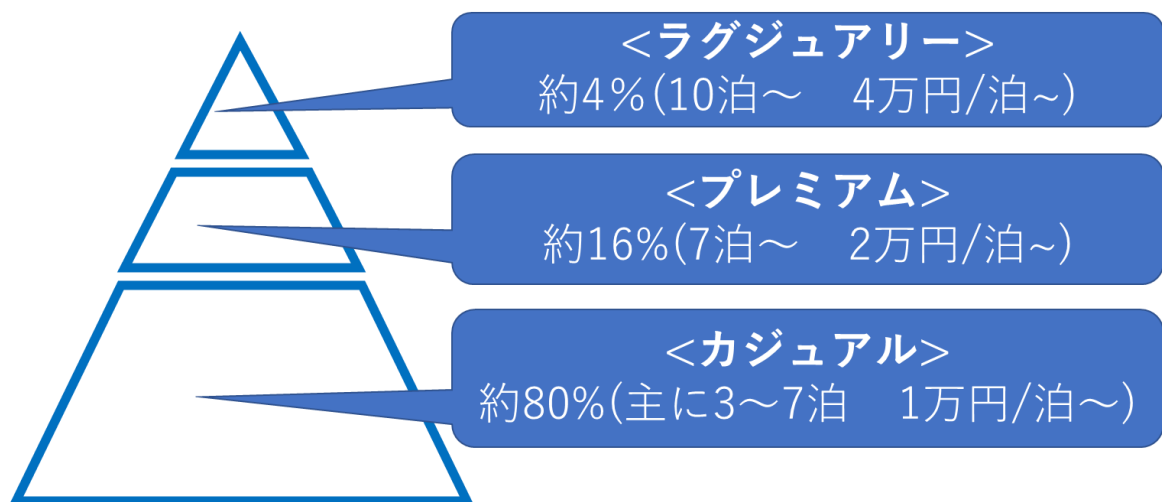 <ラグジュアリー>
約4%(10泊～　4万円/泊~)
<プレミアム>
約16%(7泊～　2万円/泊~)
<カジュアル>
約80%(主に3～7泊　1万円/泊～)